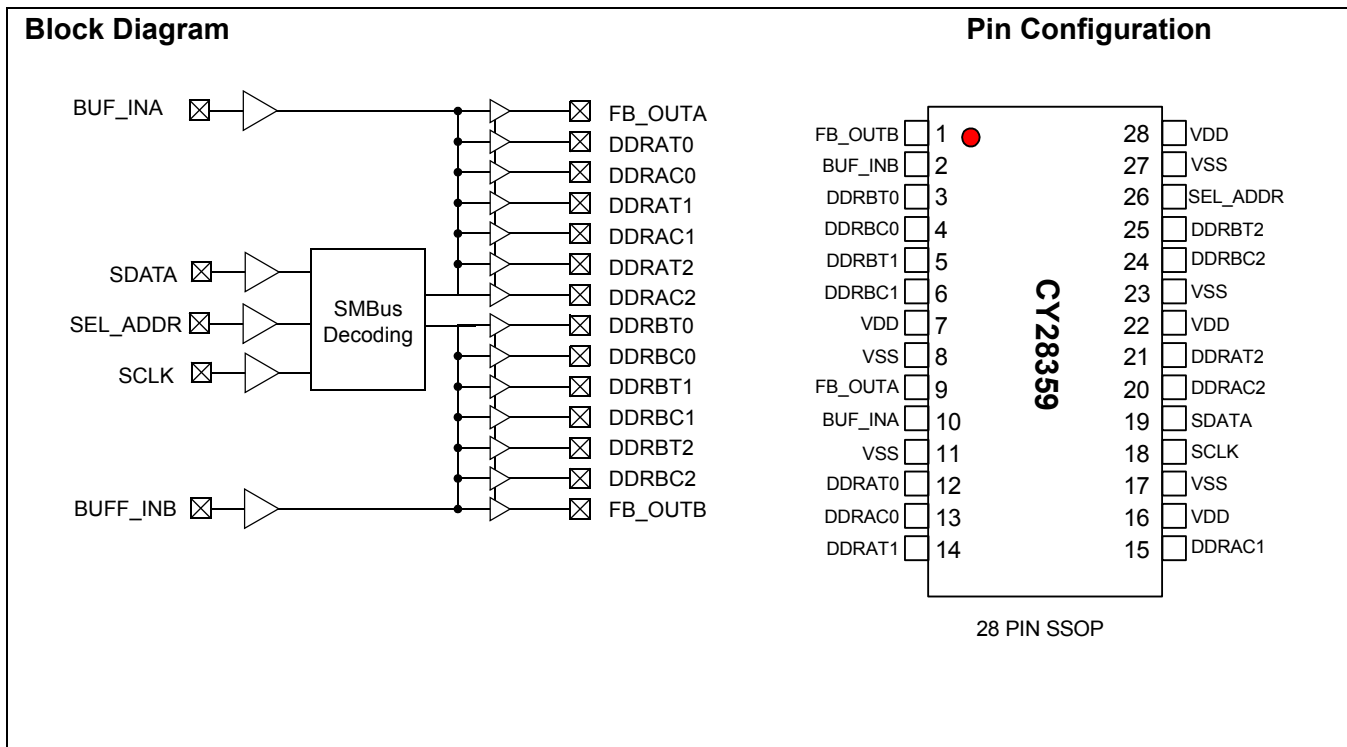 Block Diagram
Pin Configuration
BUF_INA
SDATA
SEL_ADDR
SCLK
BUFF_INB
SMBus
Decoding
FB_OUTA
DDRAT0
DDRAC0
DDRAT1
DDRAC1
DDRAT2
DDRAC2
DDRBT0
DDRBC0
DDRBT1
DDRBC1
DDRBT2
DDRBC2
FB_OUTB
FB_OUTB 1
BUF_INB 2
DDRBT0 3
DDRBC0 4
DDRBT1 5
DDRBC1 6
VDD 7
VSS 8
FB_OUTA 9
BUF_INA 10
VSS 11
DDRAT0 12
DDRAC0 13
DDRAT1 14
CY28359
28 VDD
27 VSS
26 SEL_ADDR
25 DDRBT2
24 DDRBC2
23 VSS
22 VDD
21 DDRAT2
20 DDRAC2
19 SDATA
18 SCLK
17 VSS
16 VDD
15 DDRAC1
28 PIN SSOP